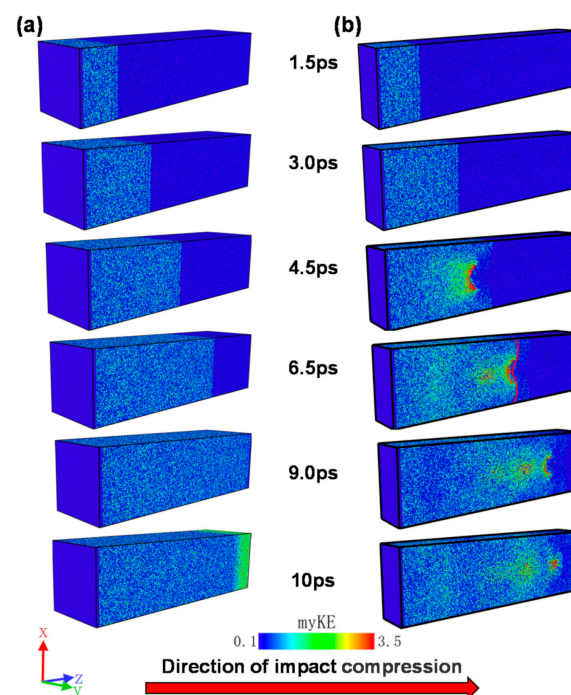 (a)
(b)
1.5ps
3.0ps
4.5ps
6.5ps
9.0ps
10ps
myKE
0.1
3.5
X
Z
Y
Direction of impact compression